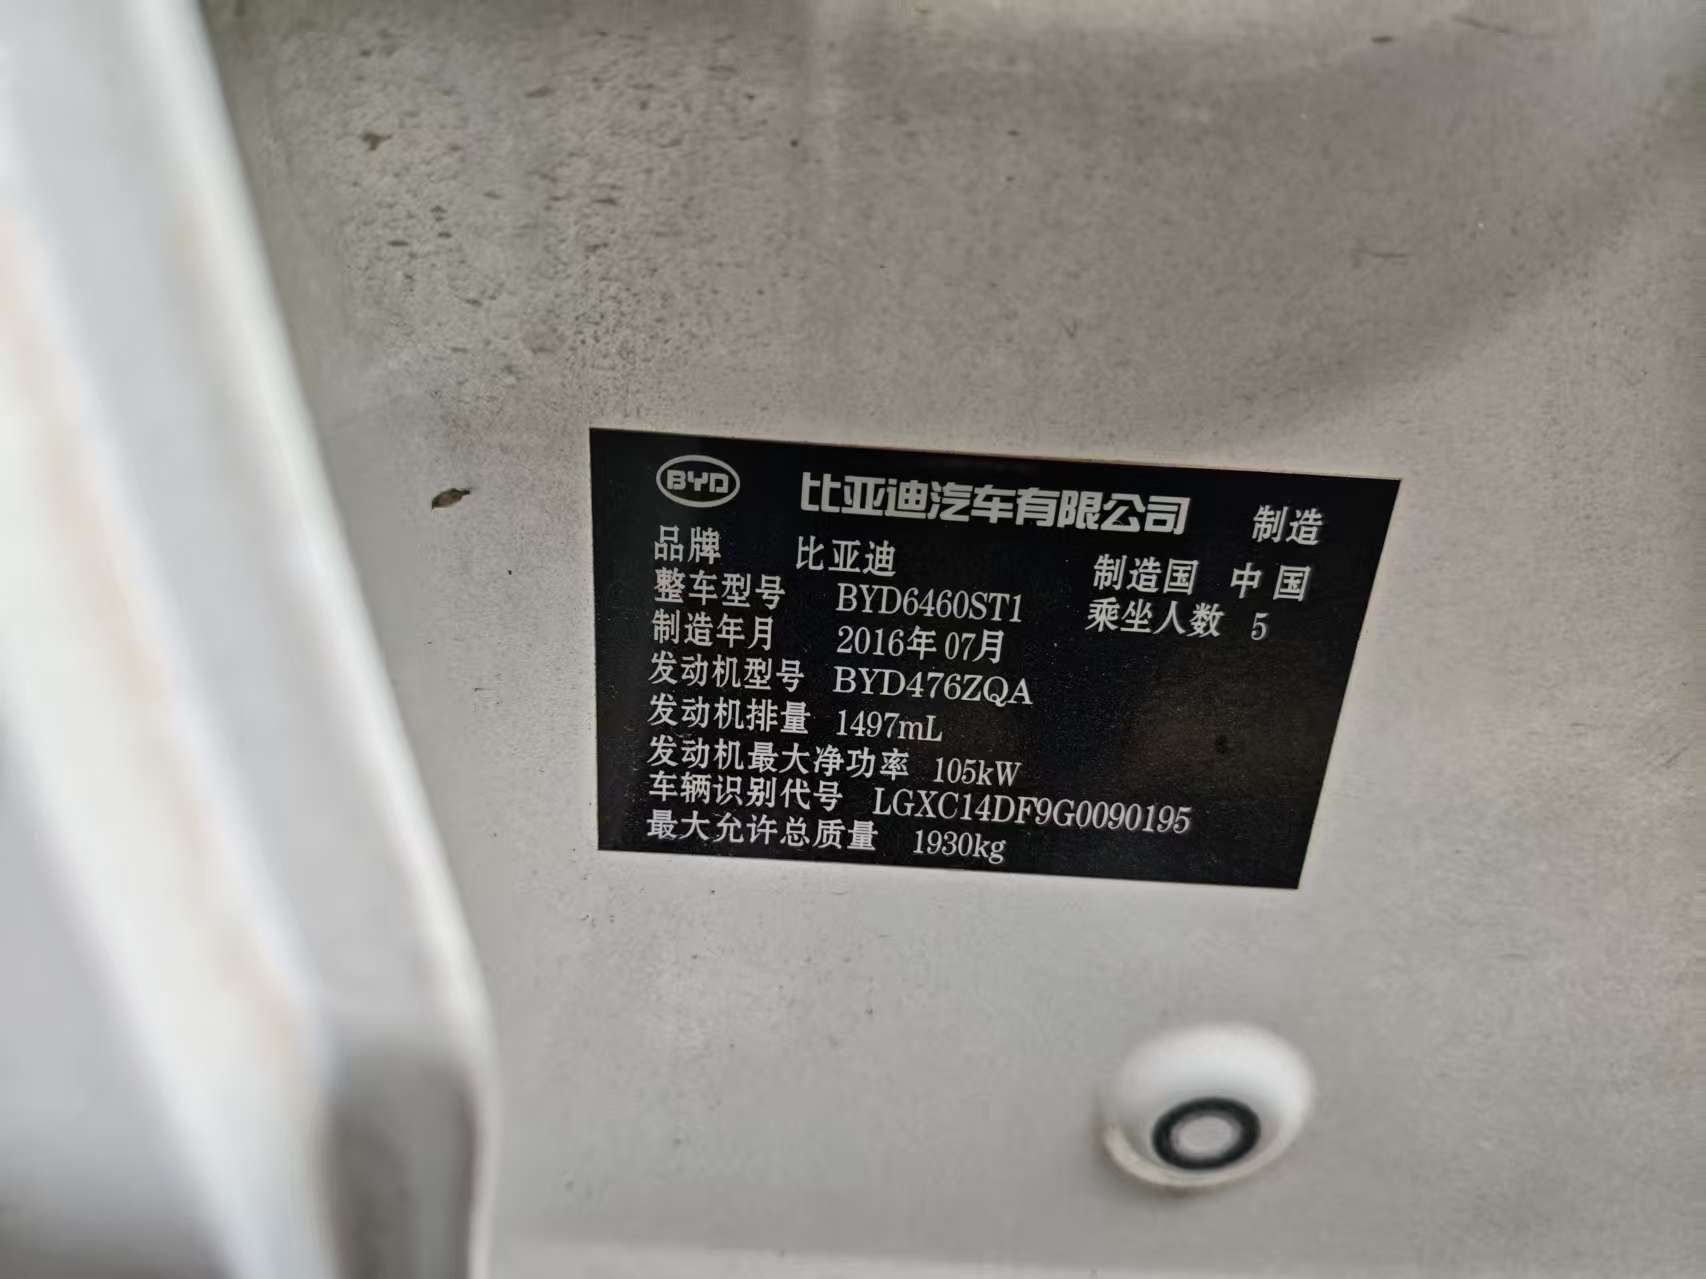 BYD 比亚迪汽车有限公司 制造
品牌 比亚迪 制造国 中国
整车型号 BYD6460ST1 乘坐人数 5
制造年月 2016年07月
发动机型号 BYD476ZQA
发动机排量 1497mL
发动机最大净功率 105kW
车辆识别代号 LGXC14DF9G0090195
最大允许总质量 1930kg